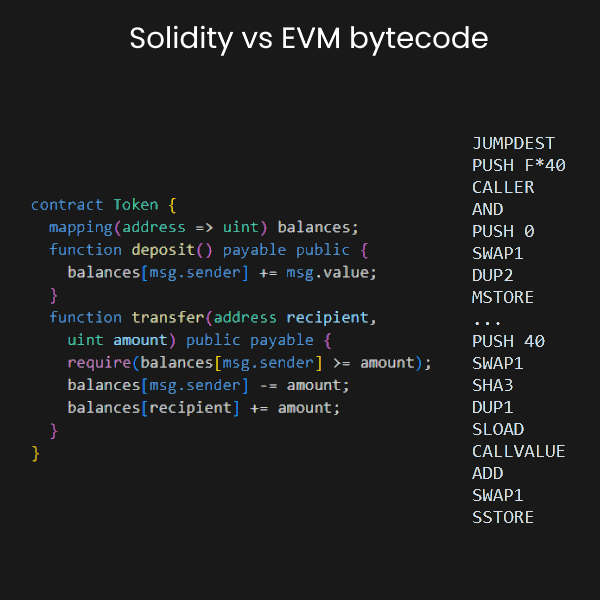 Solidity vs EVM bytecode
contract Token {
mapping(address => uint) balances;
function deposit() payable public {
balances[msg.sender] += msg.value;
}
function transfer(address recipient,
uint amount) public payable {
require(balances[msg.sender] >= amount);
balances[msg.sender] -= amount;
balances[recipient] += amount;
}
}
JUMPDEST
PUSH F*40
CALLER
AND
PUSH 0
SWAP1
DUP2
MSTORE
...
PUSH 40
SWAP1
SHA3
DUP1
SLOAD
CALLVALUE
ADD
SWAP1
SSTORE